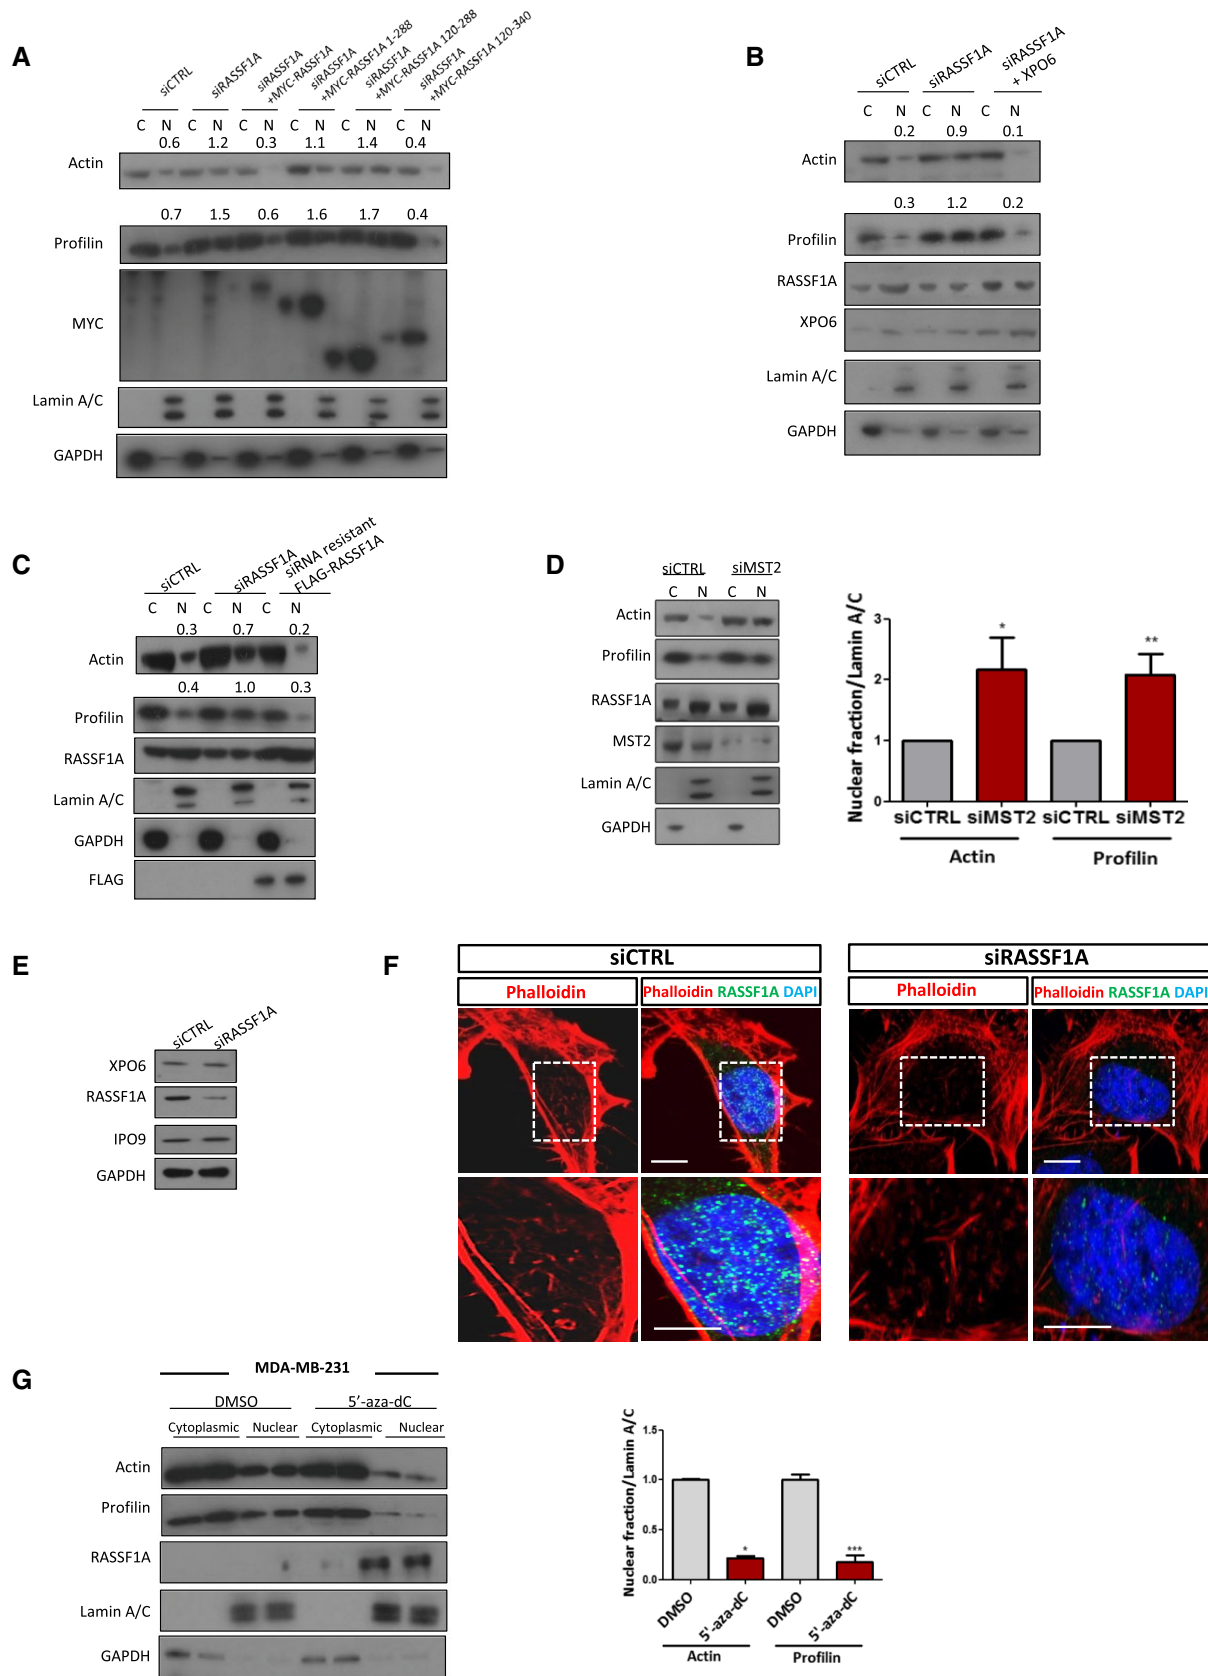 A
siCTRL
siRASSF1A
siRASSF1A
+MYC-RASSF1A
siRASSF1A
+MYC-RASSF1A 1-288
siRASSF1A
+MYC-RASSF1A 120-288
siRASSF1A
+MYC-RASSF1A 120-340
C N C N C N C N C N C N
0.6 1.2 0.3 1.1 1.4 0.4
Actin
0.7 1.5 0.6 1.6 1.7 0.4
Profilin
MYC
Lamin A/C
GAPDH
B
siCTRL
siRASSF1A
siRASSF1A
+ XPO6
C N C N C N
0.2 0.9 0.1
Actin
0.3 1.2 0.2
Profilin
RASSF1A
XPO6
Lamin A/C
GAPDH
C
siCTRL
siRASSF1A
siRNA resistant
FLAG-RASSF1A
C N C N C N
0.3 0.7 0.2
Actin
0.4 1.0 0.3
Profilin
RASSF1A
Lamin A/C
GAPDH
FLAG
D
siCTRL siMST2
C N C N
Actin
Profilin
RASSF1A
MST2
Lamin A/C
GAPDH
Nuclear fraction/Lamin A/C
3
2
1
0
*
**
siCTRL siMST2 siCTRL siMST2
Actin Profilin
E
siCTRL
siRASSF1A
XPO6
RASSF1A
IPO9
GAPDH
F
siCTRL
siRASSF1A
Phalloidin
Phalloidin RASSF1A DAPI
Phalloidin
Phalloidin RASSF1A DAPI
G
MDA-MB-231
DMSO 5'-aza-dC
Cytoplasmic Nuclear Cytoplasmic Nuclear
Actin
Profilin
RASSF1A
Lamin A/C
GAPDH
Nuclear fraction/Lamin A/C
1.5
1.0
0.5
0.0
*
***
DMSO
5'-aza-dC
DMSO
5'-aza-dC
Actin Profilin